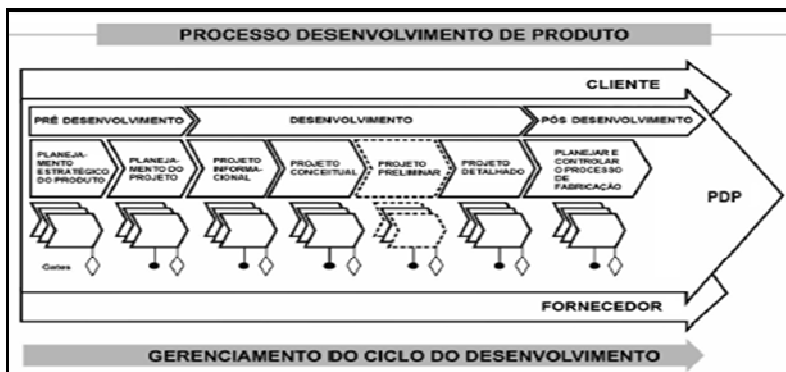 PROCESSO DESENVOLVIMENTO DE PRODUTO
CLIENTE
PRÉ DESENVOLVIMENTO
DESENVOLVIMENTO
PÓS DESENVOLVIMENTO
PLANEJA-
MENTO
ESTRATÉGICO
DO PRODUTO
PLANEJA-
MENTO DO
PROJETO
PROJETO
INFORMA-
CIONAL
PROJETO
CONCEITUAL
PROJETO
PRELIMINAR
PROJETO
DETALHADO
PLANEJAR E
CONTROLAR
O PROCESSO
DE
FABRICAÇÃO
PDP
Gates
FORNECEDOR
GERENCIAMENTO DO CICLO DO DESENVOLVIMENTO